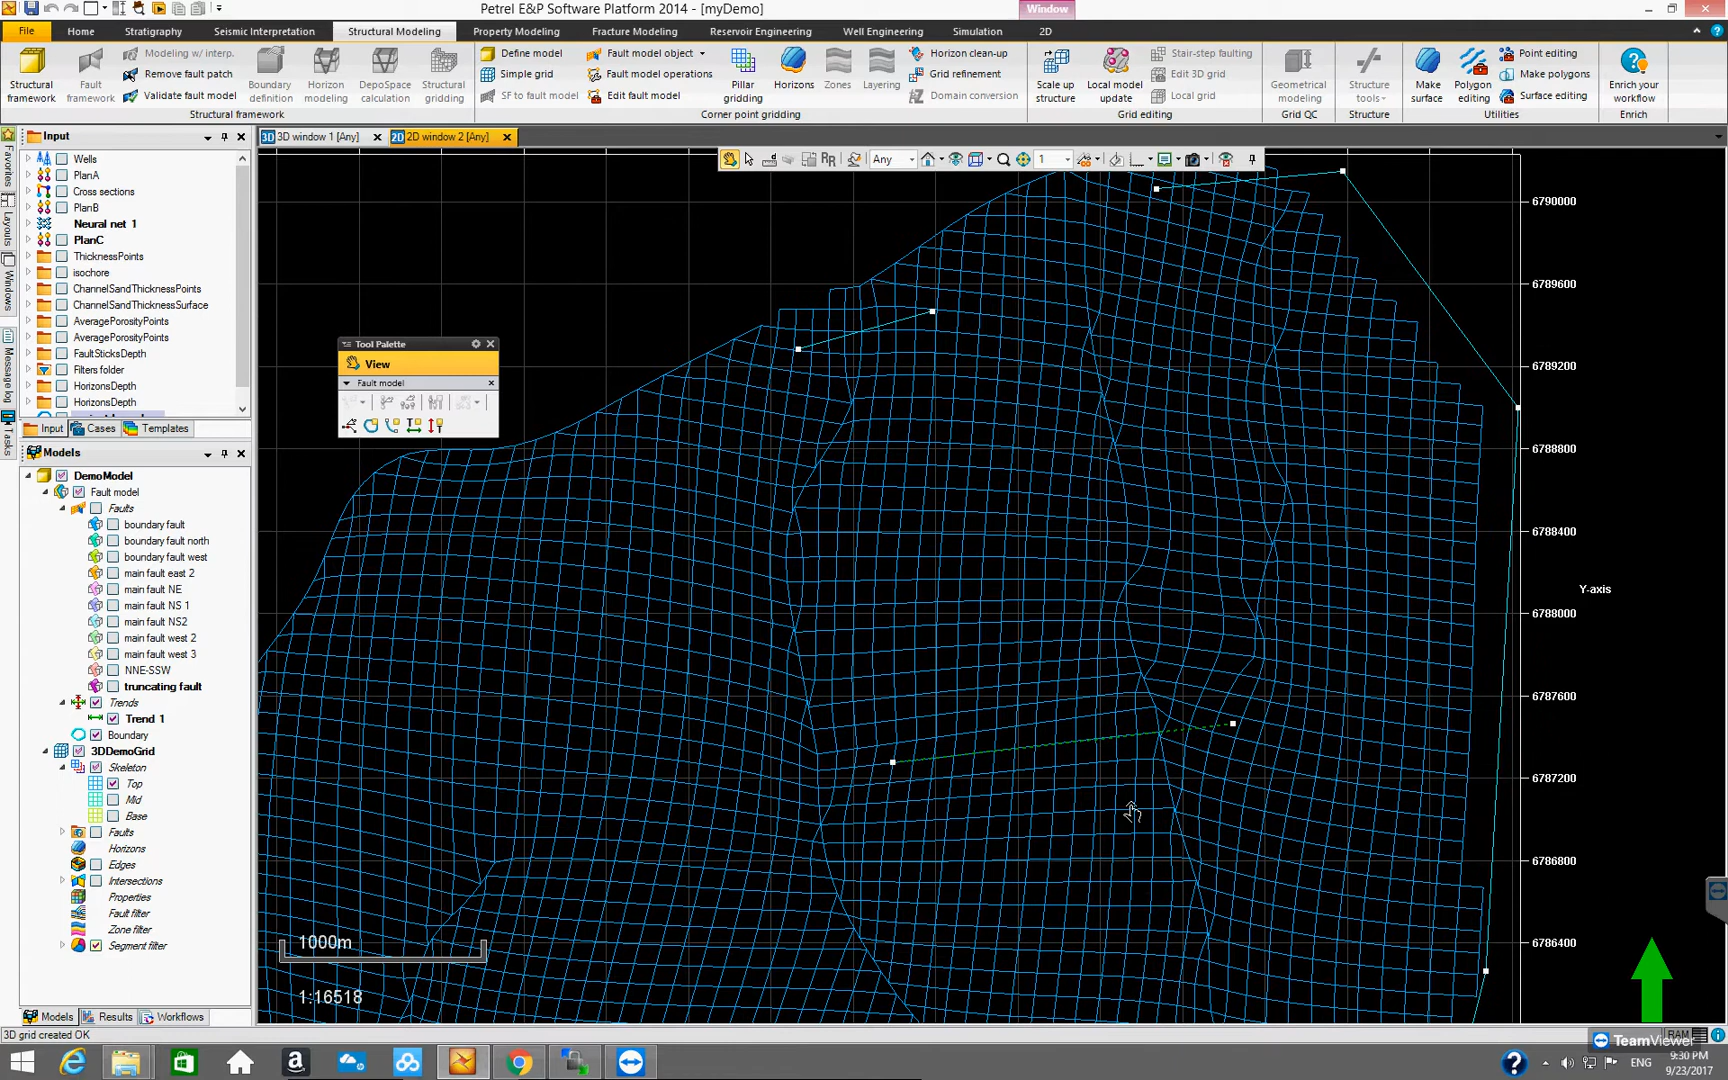 Petrel E&P Software Platform 2014 - [myDemo]
Window
File
Home
Stratigraphy
Seismic Interpretation
Structural Modeling
Property Modeling
Fracture Modeling
Reservoir Engineering
Well Engineering
Simulation
2D
Structural framework
Fault framework
Modeling w/ interp.
Remove fault patch
Validate fault model
Boundary definition
Horizon modeling
DepoSpace calculation
Structural gridding
Structural framework
Define model
Simple grid
SF to fault model
Fault model object
Fault model operations
Edit fault model
Pillar gridding
Horizons
Zones
Layering
Horizon clean-up
Grid refinement
Domain conversion
Corner point gridding
Scale up structure
Local model update
Stair-step faulting
Edit 3D grid
Local grid
Grid editing
Geometrical modeling
Grid QC
Structure tools
Structure
Make surface
Polygon editing
Point editing
Make polygons
Surface editing
Utilities
Enrich your workflow
Enrich
Favorites
Layouts
Windows
Message log
Tasks
Input
Wells
PlanA
Cross sections
PlanB
Neural net 1
PlanC
ThicknessPoints
isochore
ChannelSandThicknessPoints
ChannelSandThicknessSurface
AveragePorosityPoints
AveragePorosityPoints
FaultSticksDepth
Filters folder
HorizonsDepth
HorizonsDepth
Input
Cases
Templates
Models
DemoModel
Fault model
Faults
boundary fault
boundary fault north
boundary fault west
main fault east 2
main fault NE
main fault NS 1
main fault NS2
main fault west 2
main fault west 3
NNE-SSW
truncating fault
Trends
Trend 1
Boundary
3DDemoGrid
Skeleton
Top
Mid
Base
Faults
Horizons
Edges
Intersections
Properties
Fault filter
Zone filter
Segment filter
Models
Results
Workflows
3D grid created OK
3D 3D window 1 [Any]
2D 2D window 2 [Any]
RR
Any
1
Tool Palette
View
Fault model
6790000
6789600
6789200
6788800
6788400
Y-axis
6788000
6787600
6787200
6786800
6786400
1000m
1:16518
RAM
TeamViewer
ENG
9:30 PM
9/23/2017